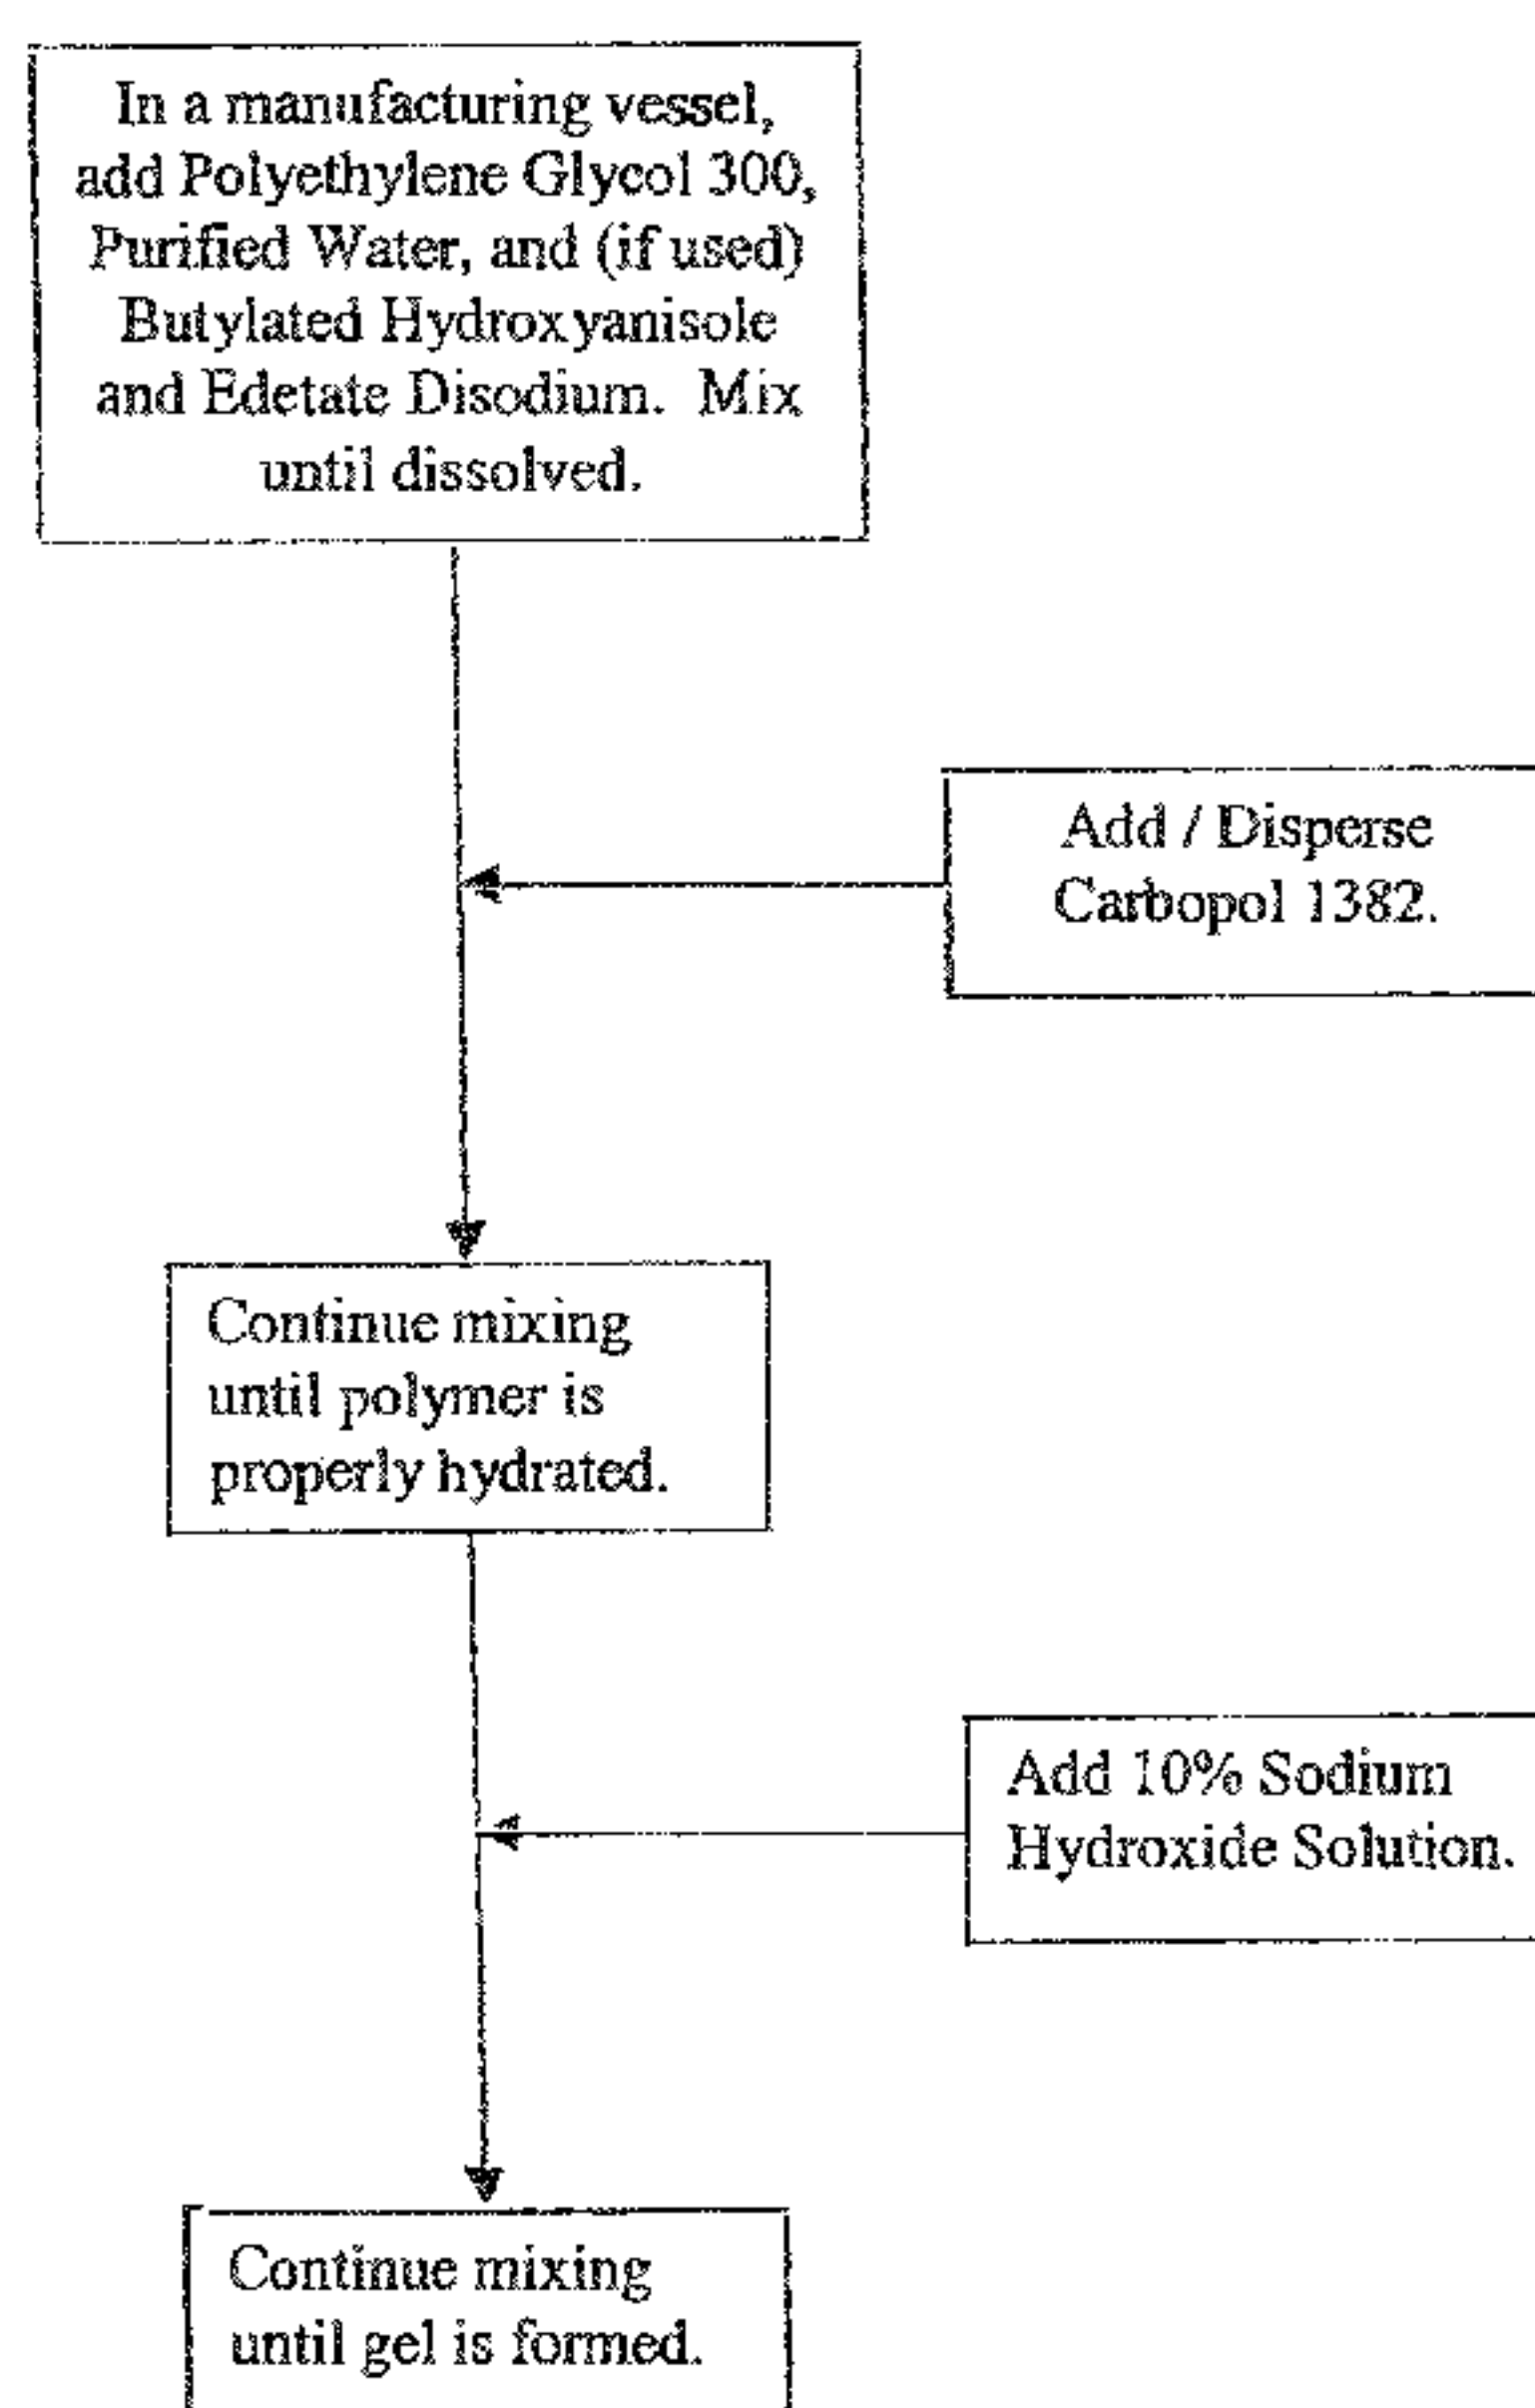 In a manufacturing vessel,
add Polyethylene Glycol 300,
Purified Water, and (if used)
Butylated Hydroxyanisole
and Edetate Disodium.  Mix
until dissolved.
Add / Disperse
Carbopol 1382.
Continue mixing
until polymer is
properly hydrated.
Add 10% Sodium
Hydroxide Solution.
Continue mixing
until gel is formed.